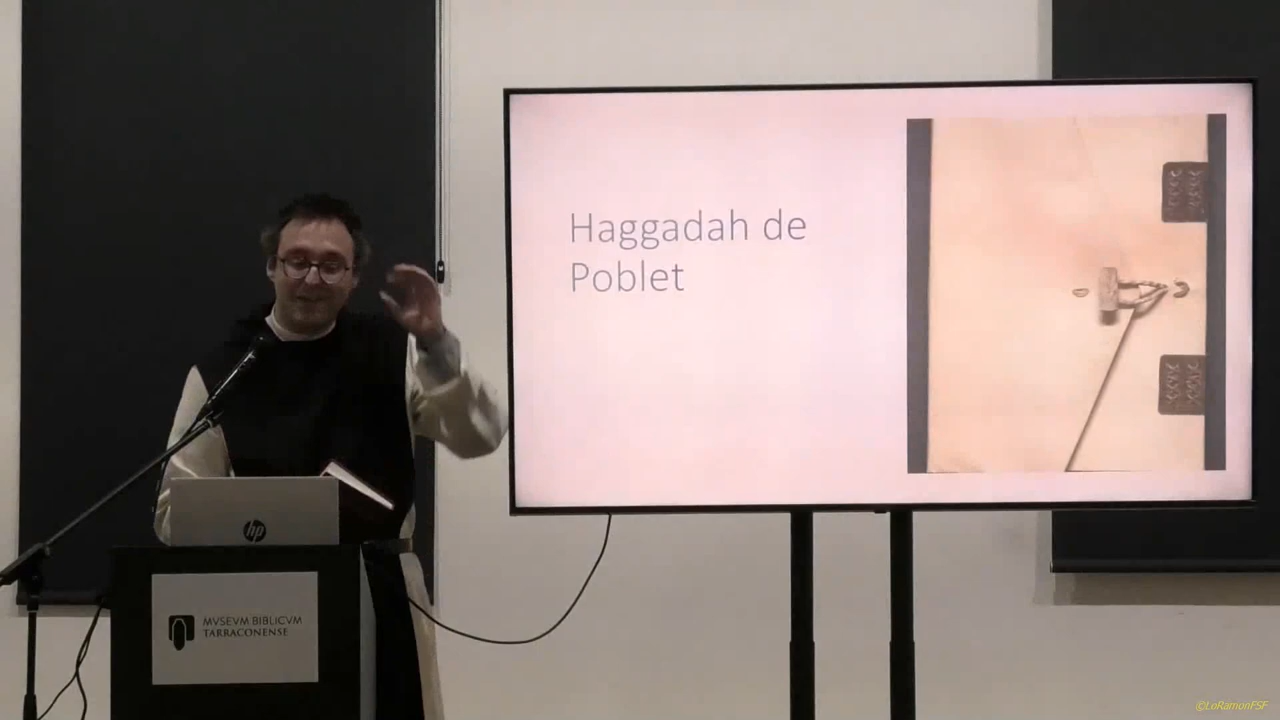 Haggadah de
Poblet
hp
MVSEVM BIBLICVM
TARRACONENSE
©LoRamonFSF